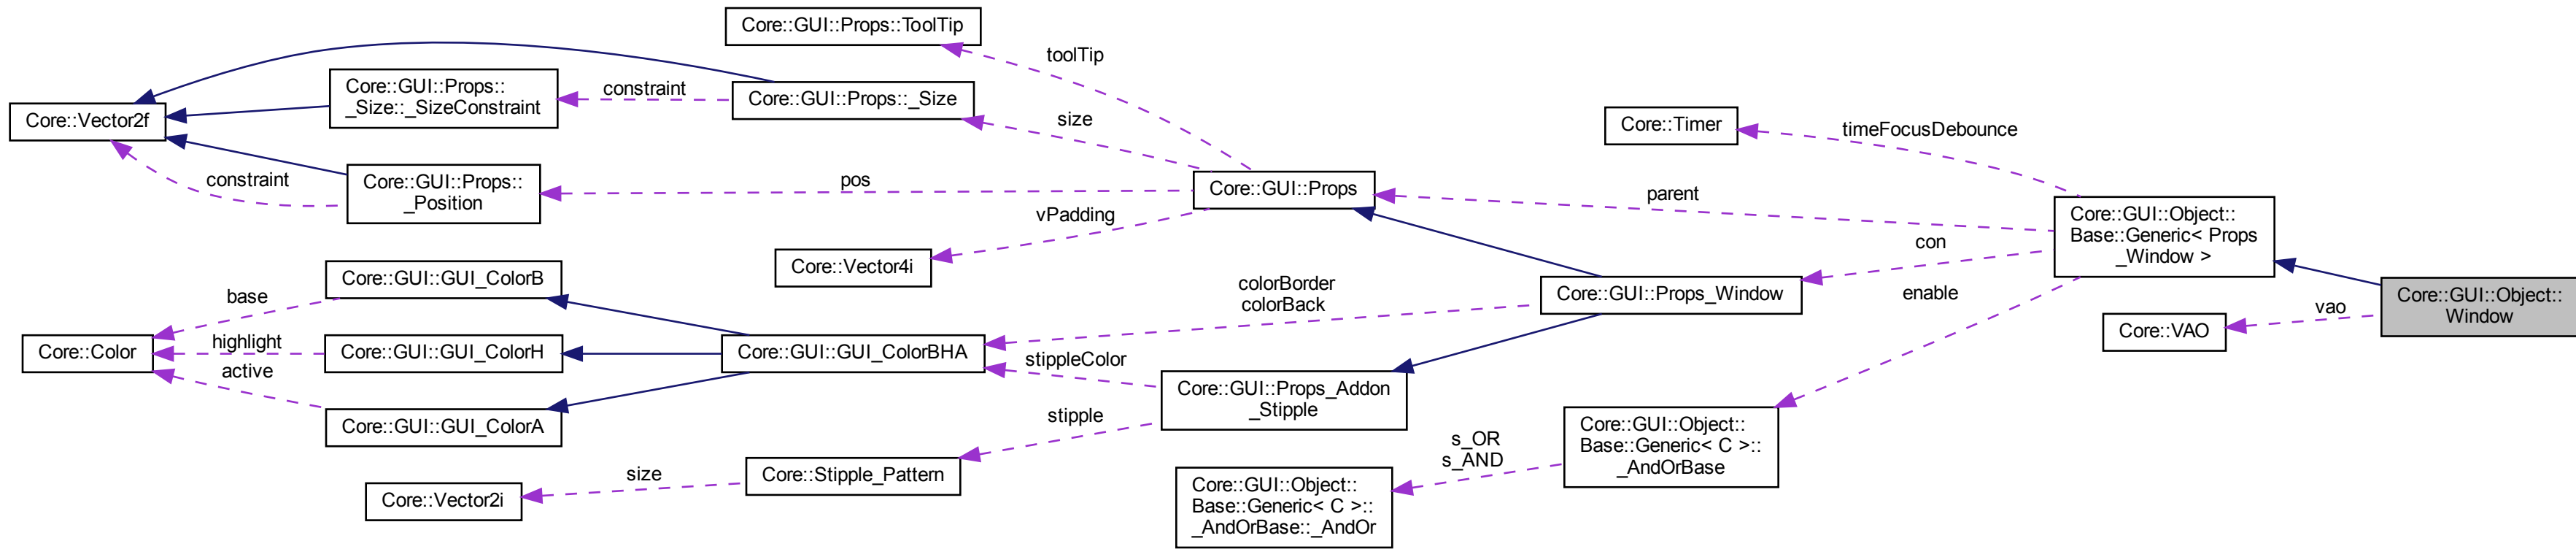 Core::GUI::Props::ToolTip
toolTip
Core::GUI::Props::
_Size::_SizeConstraint
constraint
Core::GUI::Props::_Size
Core::Vector2f
size
Core::Timer
timeFocusDebounce
constraint
Core::GUI::Props::
_Position
pos
Core::GUI::Props
parent
vPadding
Core::GUI::Object::
Base::Generic< Props
_Window >
con
Core::Vector4i
Core::GUI::GUI_ColorB
base
colorBorder
colorBack
Core::GUI::Props_Window
enable
Core::GUI::Object::
Window
vao
Core::VAO
Core::Color
highlight
active
Core::GUI::GUI_ColorH
Core::GUI::GUI_ColorBHA
stippleColor
Core::GUI::Props_Addon
_Stipple
Core::GUI::GUI_ColorA
stipple
Core::GUI::Object::
Base::Generic< C >::
_AndOrBase
s_OR
s_AND
size
Core::Stipple_Pattern
Core::Vector2i
Core::GUI::Object::
Base::Generic< C >::
_AndOrBase::_AndOr